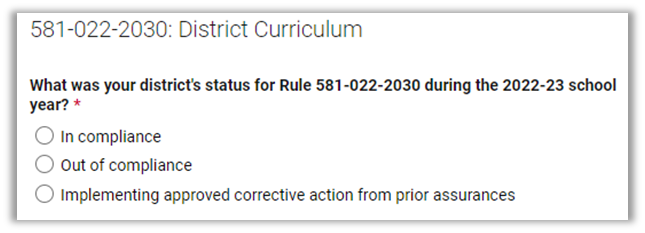 581-022-2030: District Curriculum
What was your district's status for Rule 581-022-2030 during the 2022-23 school
year? *
In compliance
Out of compliance
Implementing approved corrective action from prior assurances